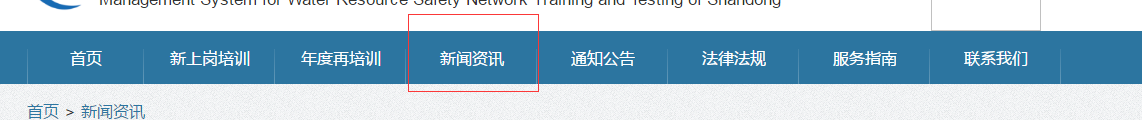 Management System for Water Resource Safety Network Training and Testing of Shandong
首页 新上岗培训 年度再培训 新闻资讯 通知公告 法律法规 服务指南 联系我们
首页 > 新闻资讯